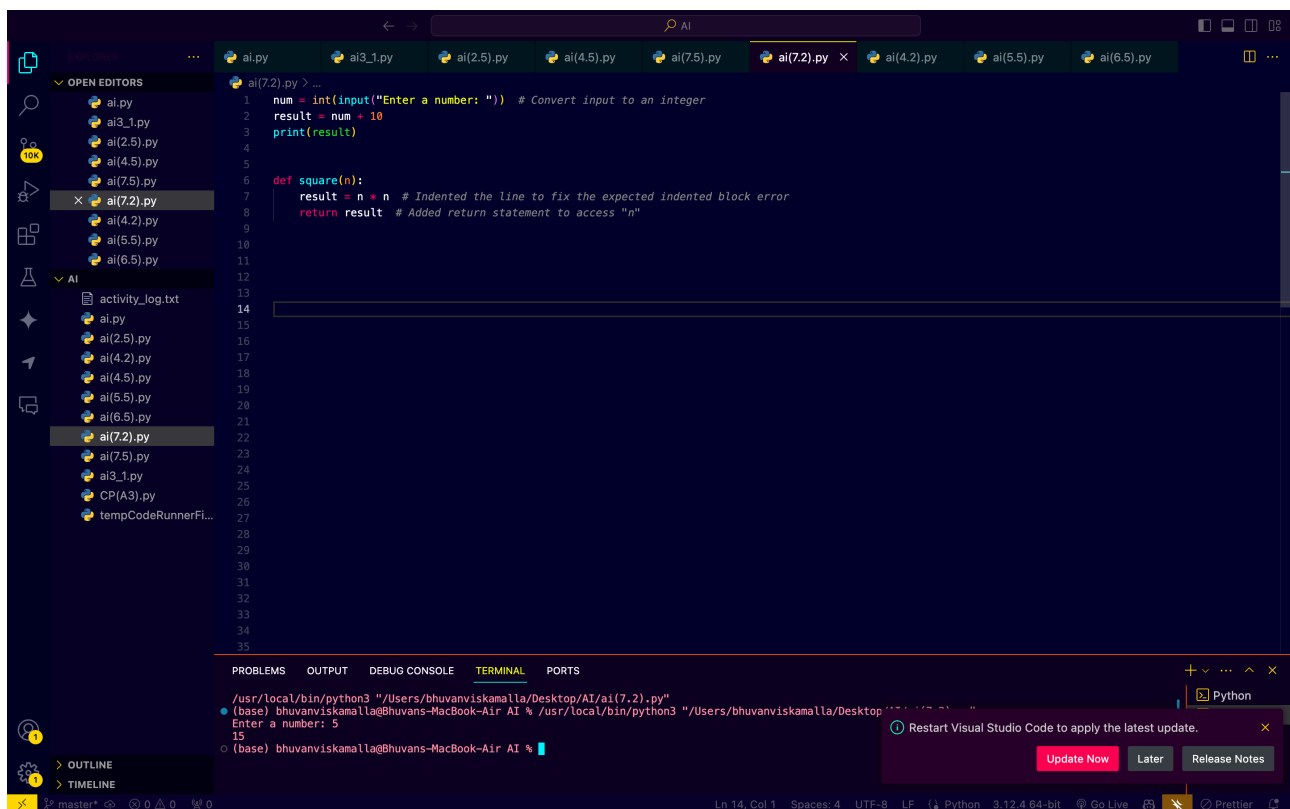 AI
EXPLORER
ai.py
ai3_1.py
ai(2.5).py
ai(4.5).py
ai(7.5).py
ai(7.2).py
ai(4.2).py
ai(5.5).py
ai(6.5).py
OPEN EDITORS
ai.py
ai3_1.py
ai(2.5).py
ai(4.5).py
ai(7.5).py
ai(7.2).py
ai(4.2).py
ai(5.5).py
ai(6.5).py
10K
AI
activity_log.txt
ai.py
ai(2.5).py
ai(4.2).py
ai(4.5).py
ai(5.5).py
ai(6.5).py
ai(7.2).py
ai(7.5).py
ai3_1.py
CP(A3).py
tempCodeRunnerFi...
OUTLINE
TIMELINE
1
1
ai(7.2).py > ...
1 num = int(input("Enter a number: "))  # Convert input to an integer
2 result = num + 10
3 print(result)
4
5
6 def square(n):
7     result = n * n  # Indented the line to fix the expected indented block error
8     return result  # Added return statement to access "n"
9
10
11
12
13
14
15
16
17
18
19
20
21
22
23
24
25
26
27
28
29
30
31
32
33
34
35
PROBLEMS OUTPUT DEBUG CONSOLE TERMINAL PORTS
/usr/local/bin/python3 "/Users/bhuvanviskamalla/Desktop/AI/ai(7.2).py"
(base) bhuvanviskamalla@Bhuvans-MacBook-Air AI % /usr/local/bin/python3 "/Users/bhuvanviskamalla/Desktop
Enter a number: 5
15
(base) bhuvanviskamalla@Bhuvans-MacBook-Air AI %
Python
Restart Visual Studio Code to apply the latest update.
Update Now Later Release Notes
master* 0 0 0 Ln 14, Col 1 Spaces: 4 UTF-8 LF Python 3.12.4 64-bit Go Live Prettier